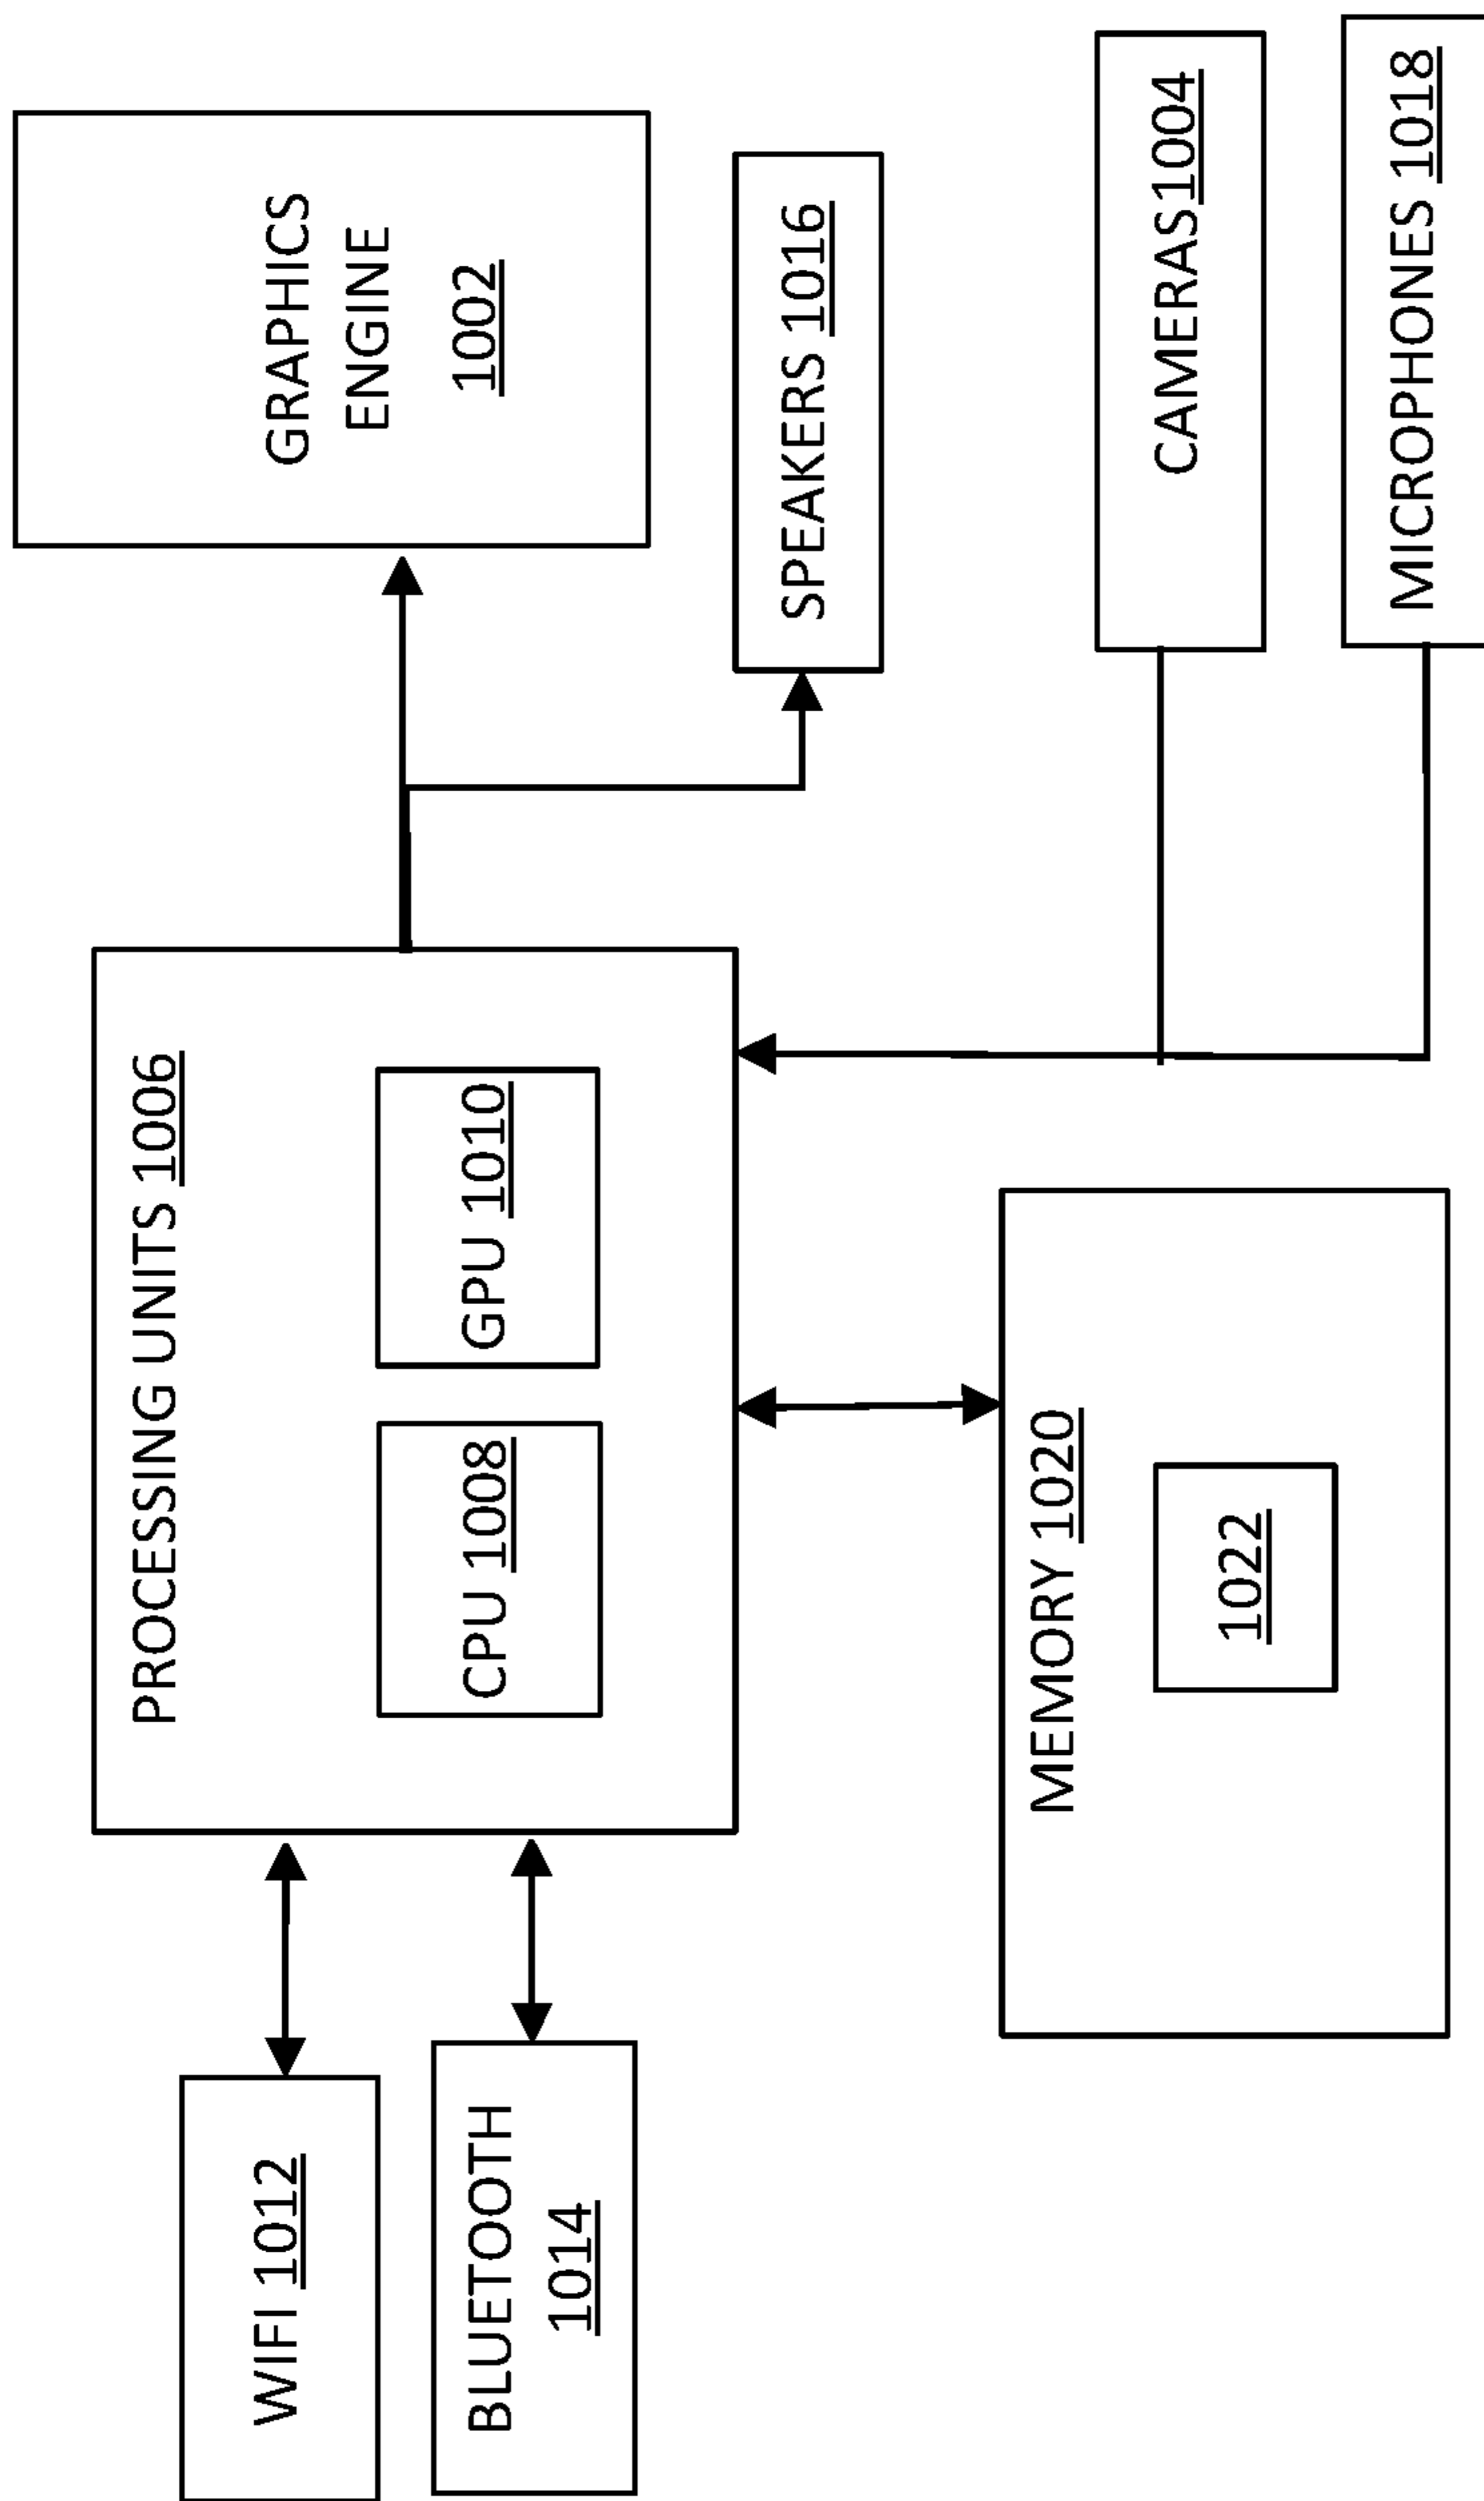 WIFI 1012
BLUETOOTH
1014
PROCESSING UNITS 1006
CPU 1008
GPU 1010
MEMORY 1020
1022
GRAPHICS
ENGINE
1002
SPEAKERS 1016
CAMERAS1004
MICROPHONES 1018